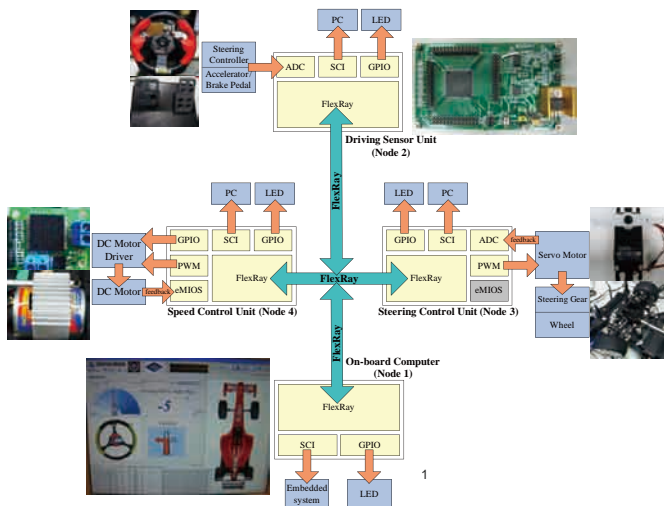 PC
LED
Steering
Controller
Accelerator/
Brake Pedal
ADC
SCI
GPIO
FlexRay
Driving Sensor Unit
(Node 2)
FlexRay
PC
LED
LED
PC
DC Motor
Driver
GPIO
SCI
GPIO
PWM
FlexRay
DC Motor
feedback
eMIOS
Speed Control Unit (Node 4)
FlexRay
GPIO
SCI
ADC
feedback
Servo Motor
FlexRay
PWM
eMIOS
Steering Gear
Wheel
Steering Control Unit (Node 3)
FlexRay
On-board Computer
(Node 1)
FlexRay
SCI
GPIO
Embedded
system
LED
-5
1